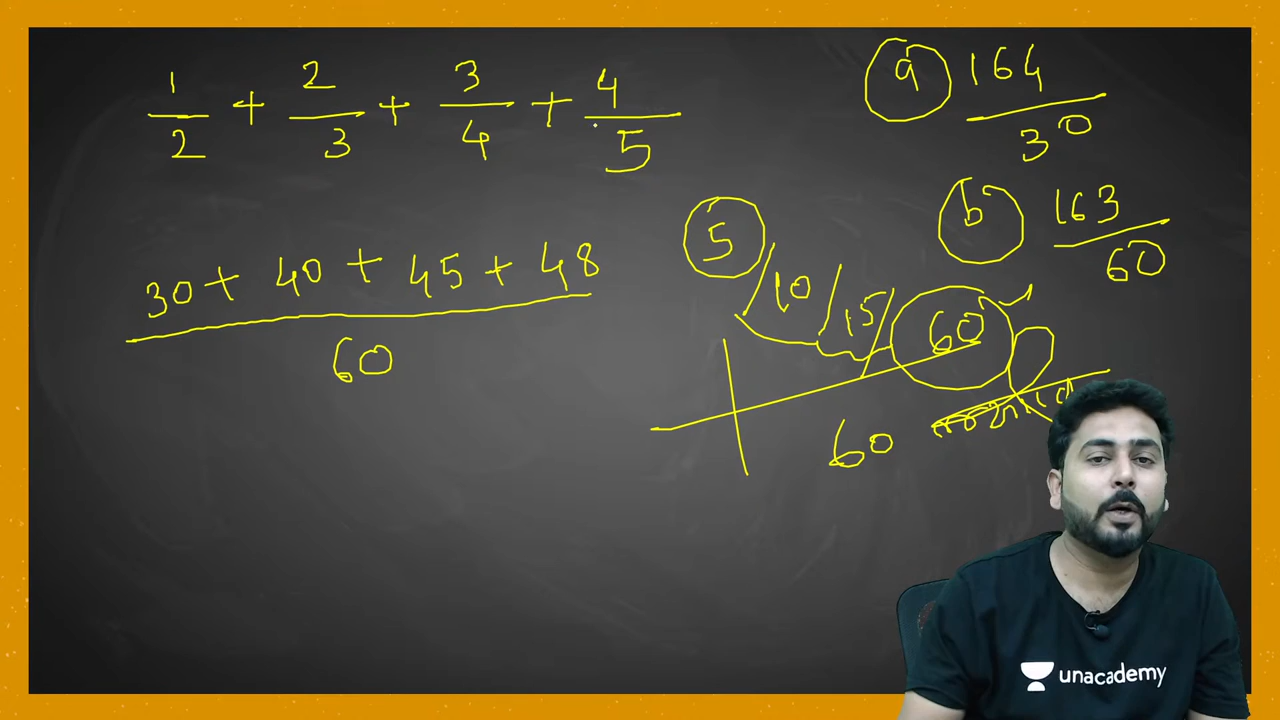 1/2 + 2/3 + 3/4 + 4/5
a 164/30
b 163/60
30 + 40 + 45 + 48
60
5/10/15/60
60
unacademy